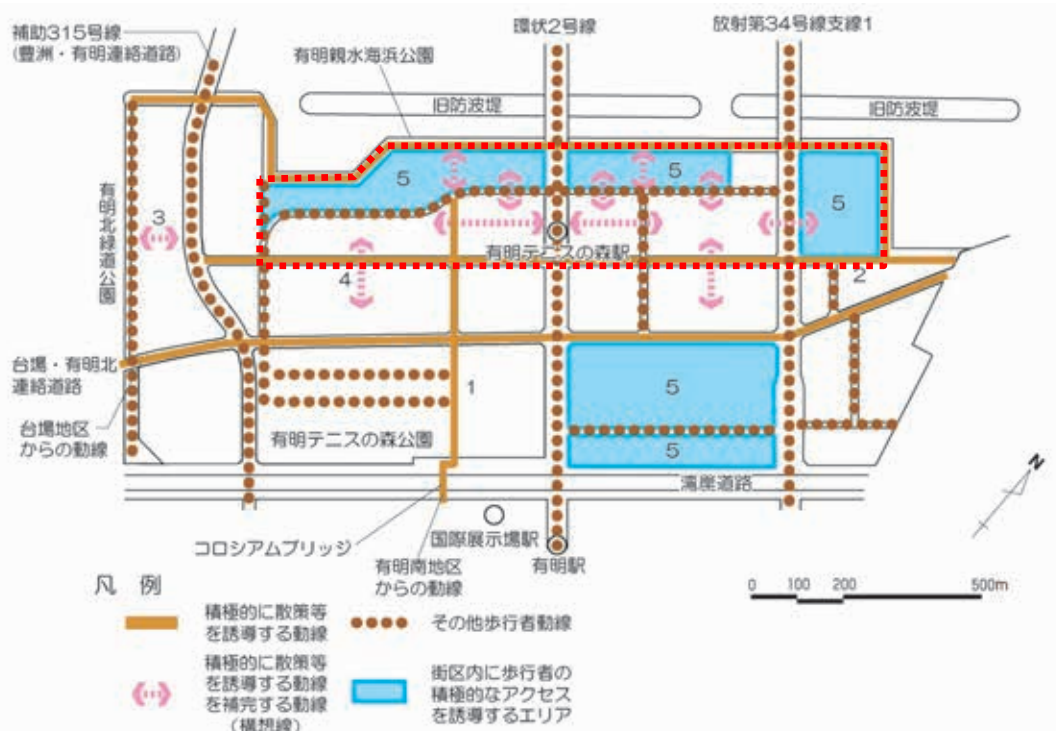 補助315号線
(豊洲・有明連絡道路)
環状2号線
放射第34号線支線1
有明親水海浜公園
旧防波堤
旧防波堤
有明北緑道公園
3
5
5
5
有明テニスの森駅
4
2
台場・有明北
連絡道路
台場地区
からの動線
1
5
5
有明テニスの森公園
湾岸道路
N
コロシアムブリッジ
国際展示場駅
有明南地区
からの動線
有明駅
0 100 200 500m
凡 例
積極的に散策等
を誘導する動線
その他歩行者動線
積極的に散策等
を誘導する動線
を補完する動線
(構想線)
街区内に歩行者の
積極的なアクセス
を誘導するエリア